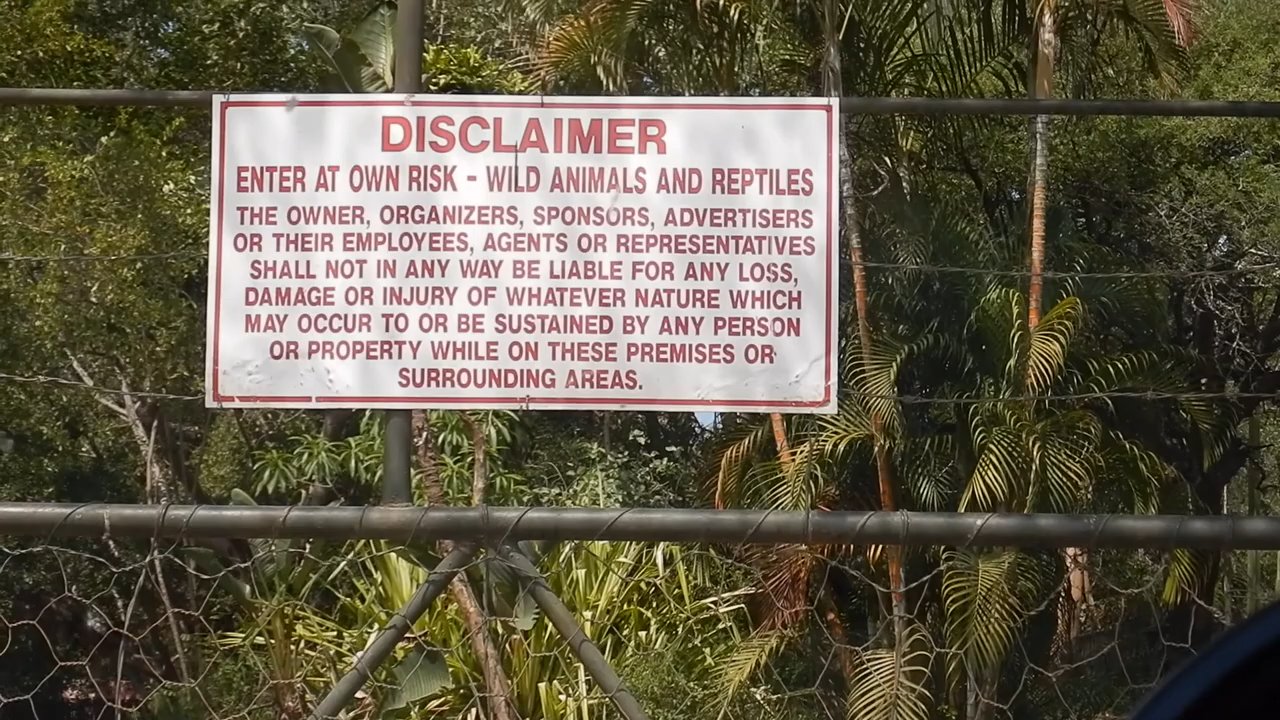 DISCLAIMER
ENTER AT OWN RISK - WILD ANIMALS AND REPTILES
THE OWNER, ORGANIZERS, SPONSORS, ADVERTISERS
OR THEIR EMPLOYEES, AGENTS OR REPRESENTATIVES
SHALL NOT IN ANY WAY BE LIABLE FOR ANY LOSS,
DAMAGE OR INJURY OF WHATEVER NATURE WHICH
MAY OCCUR TO OR BE SUSTAINED BY ANY PERSON
OR PROPERTY WHILE ON THESE PREMISES OR
SURROUNDING AREAS.